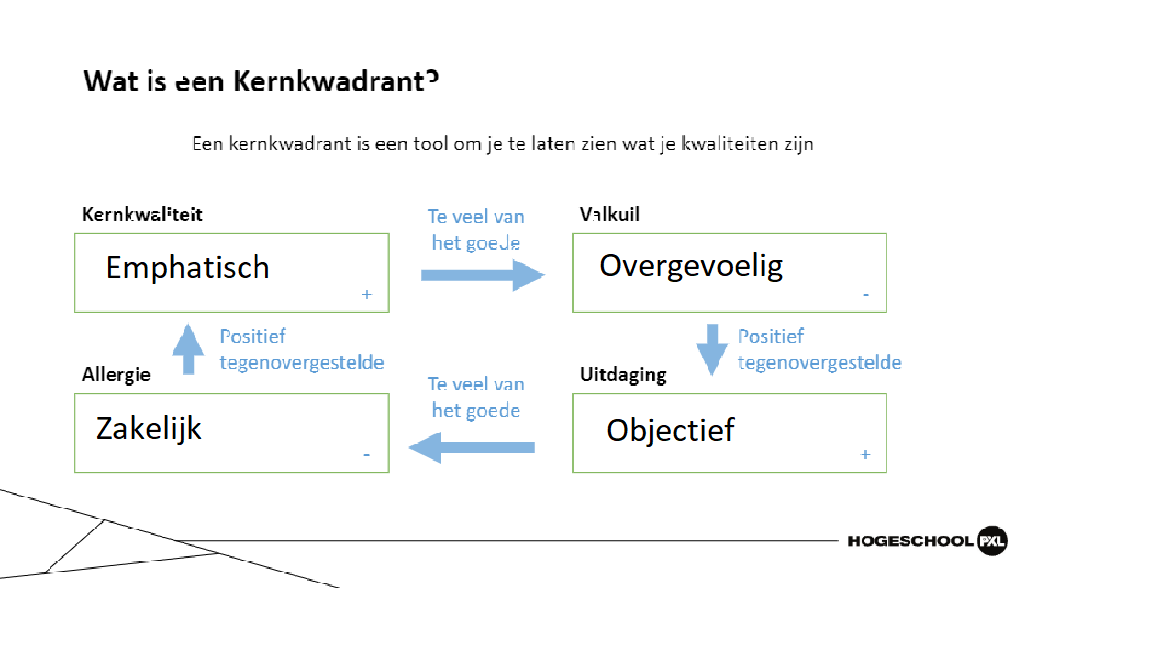 Wat is een Kernkwadrant?
Een kernkwadrant is een tool om je te laten zien wat je kwaliteiten zijn
Kernkwaliteit
Te veel van
het goede
Valkuil
Emphatisch
+
Overgevoelig
-
Positief
tegenovergestelde
Positief
tegenovergestelde
Allergie
Te veel van
het goede
Uitdaging
Zakelijk
-
Objectief
+
HOGESCHOOL PXL